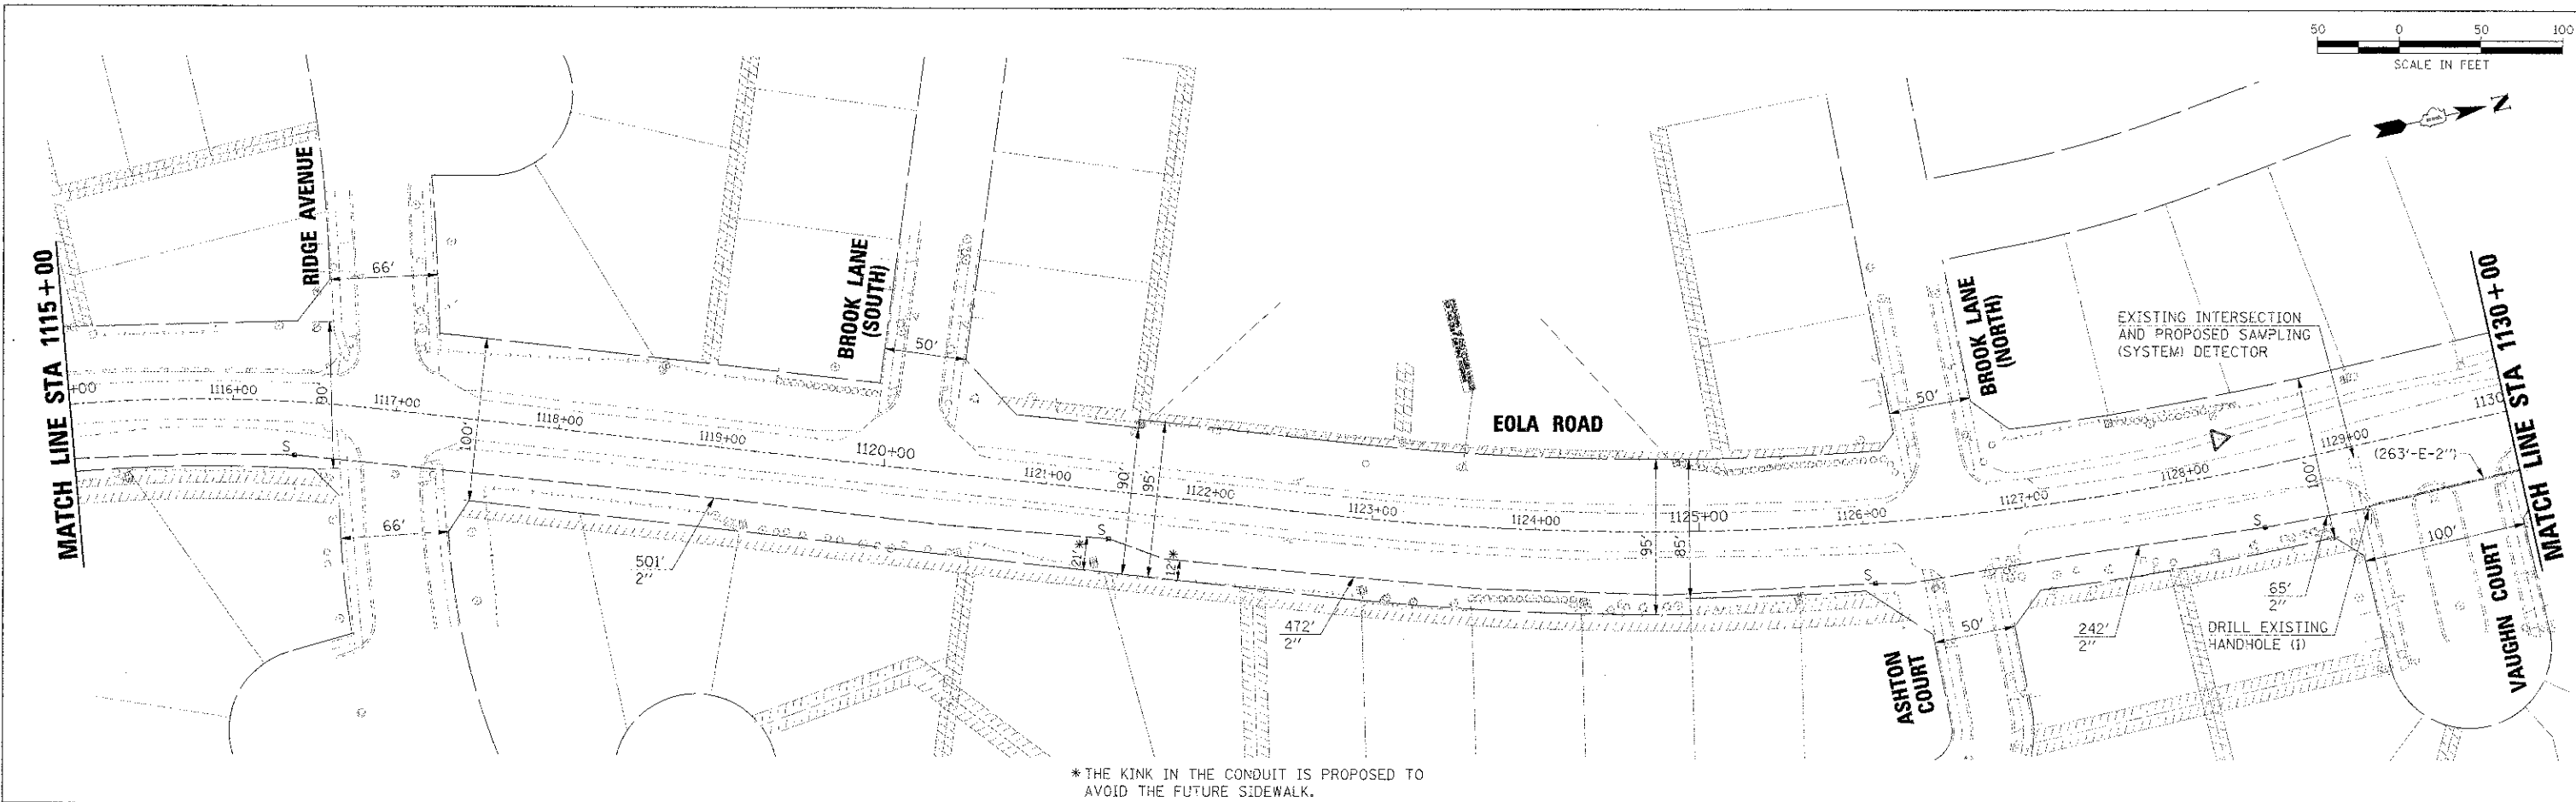 50 0 50 100
SCALE IN FEET
N
MATCH LINE STA 1115+00
RIDGE AVENUE
66'
BROOK LANE
(SOUTH)
50'
EOLA ROAD
BROOK LANE
(NORTH)
50'
EXISTING INTERSECTION
AND PROPOSED SAMPLING
(SYSTEM) DETECTOR
MATCH LINE STA 1130+00
+00
1116+00
1117+00
1118+00
1119+00
1120+00
1121+00
1122+00
1123+00
1124+00
1125+00
1126+00
1127+00
1128+00
1129+00
1130
100'
90'
95'
95'
85'
100'
(263'-E-2")
S
S
S
S
66'
501'
2"
21'*
12'*
472'
2"
ASHTON
COURT
50'
242'
2"
65'
2"
DRILL EXISTING
HANDHOLE (1)
100'
VAUGHN COURT
* THE KINK IN THE CONDUIT IS PROPOSED TO
AVOID THE FUTURE SIDEWALK.